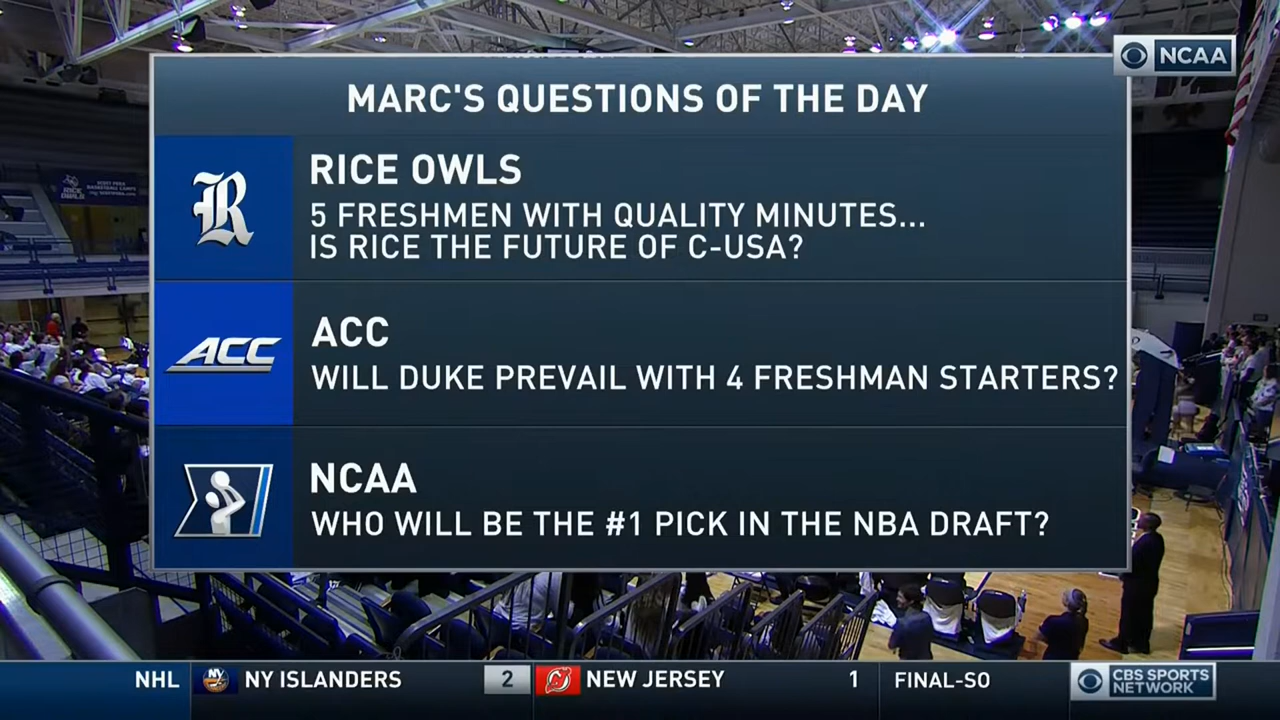 NCAA
MARC'S QUESTIONS OF THE DAY
R
RICE OWLS
5 FRESHMEN WITH QUALITY MINUTES...
IS RICE THE FUTURE OF C-USA?
ACC
ACC
WILL DUKE PREVAIL WITH 4 FRESHMAN STARTERS?
NCAA
WHO WILL BE THE #1 PICK IN THE NBA DRAFT?
NHL NY ISLANDERS 2 NEW JERSEY 1 FINAL-SO
CBS SPORTS
NETWORK